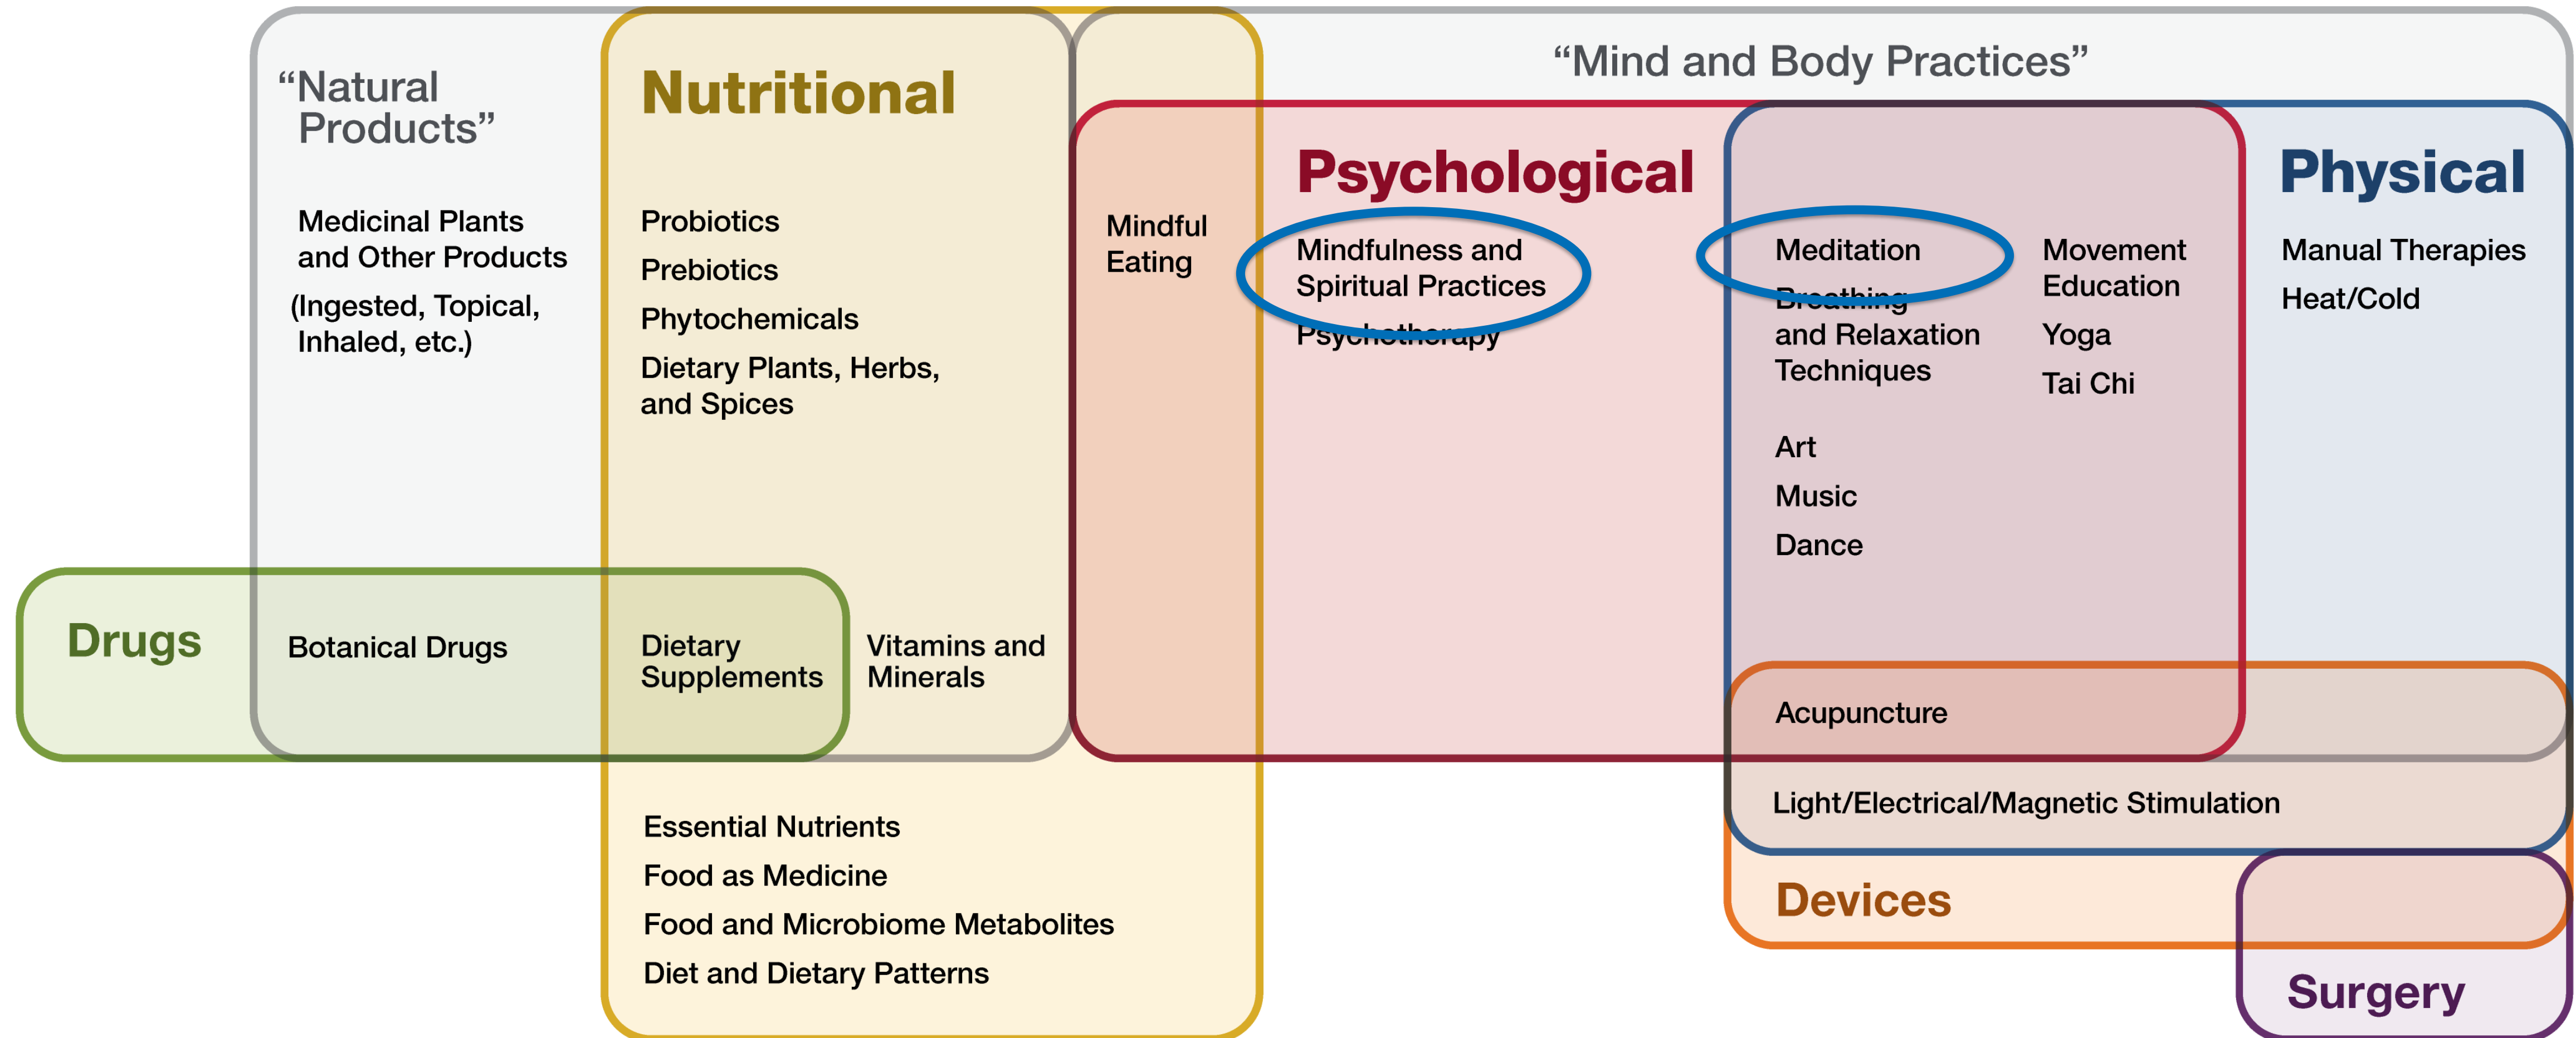 “Natural
Products”
Medicinal Plants
and Other Products
(Ingested, Topical,
Inhaled, etc.)
Nutritional
Probiotics
Prebiotics
Phytochemicals
Dietary Plants, Herbs,
and Spices
“Mind and Body Practices”
Mindful
Eating
Psychological
Mindfulness and
Spiritual Practices
Psychotherapy
Meditation
Breathing
and Relaxation
Techniques
Art
Music
Dance
Movement
Education
Yoga
Tai Chi
Physical
Manual Therapies
Heat/Cold
Drugs
Botanical Drugs
Dietary
Supplements
Vitamins and
Minerals
Essential Nutrients
Food as Medicine
Food and Microbiome Metabolites
Diet and Dietary Patterns
Acupuncture
Light/Electrical/Magnetic Stimulation
Devices
Surgery